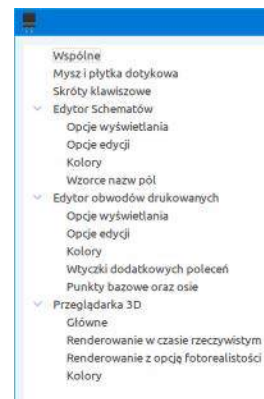 Wspólne
Mysz i płytka dotykowa
Skróty klawiszowe
Edytor Schematów
Opcje wyświetlania
Opcje edycji
Kolory
Wzorce nazw pól
Edytor obwodów drukowanych
Opcje wyświetlania
Opcje edycji
Kolory
Wtyczki dodatkowych poleceń
Punkty bazowe oraz osie
Przeglądarka 3D
Główne
Renderowanie w czasie rzeczywistym
Renderowanie z opcją fotorealistości
Kolory